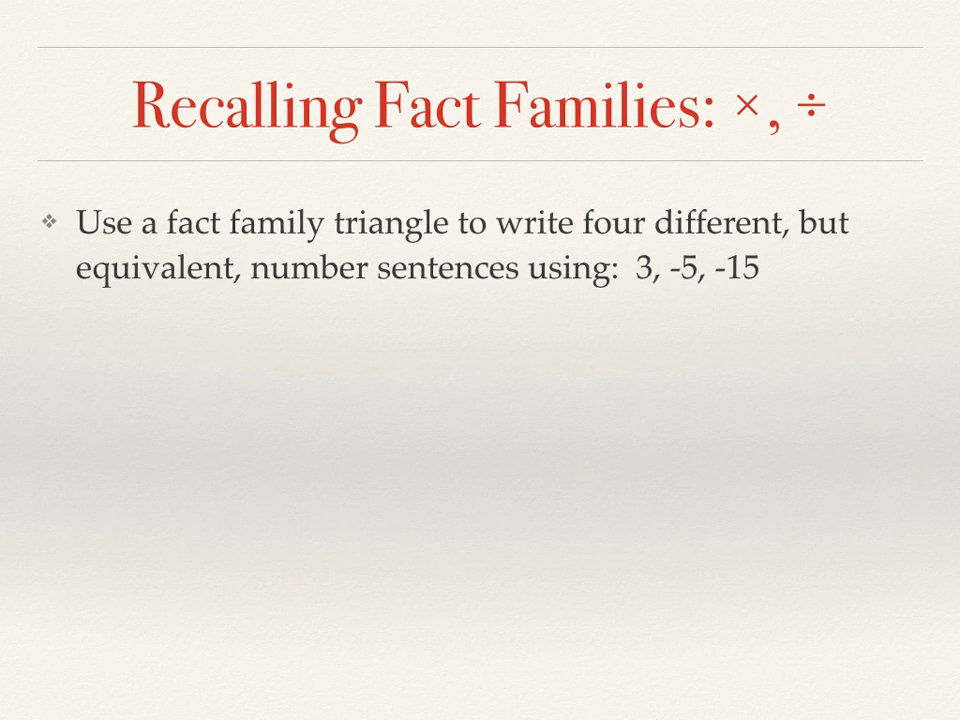 Recalling Fact Families: ×, ÷
❖ Use a fact family triangle to write four different, but
equivalent, number sentences using: 3, -5, -15